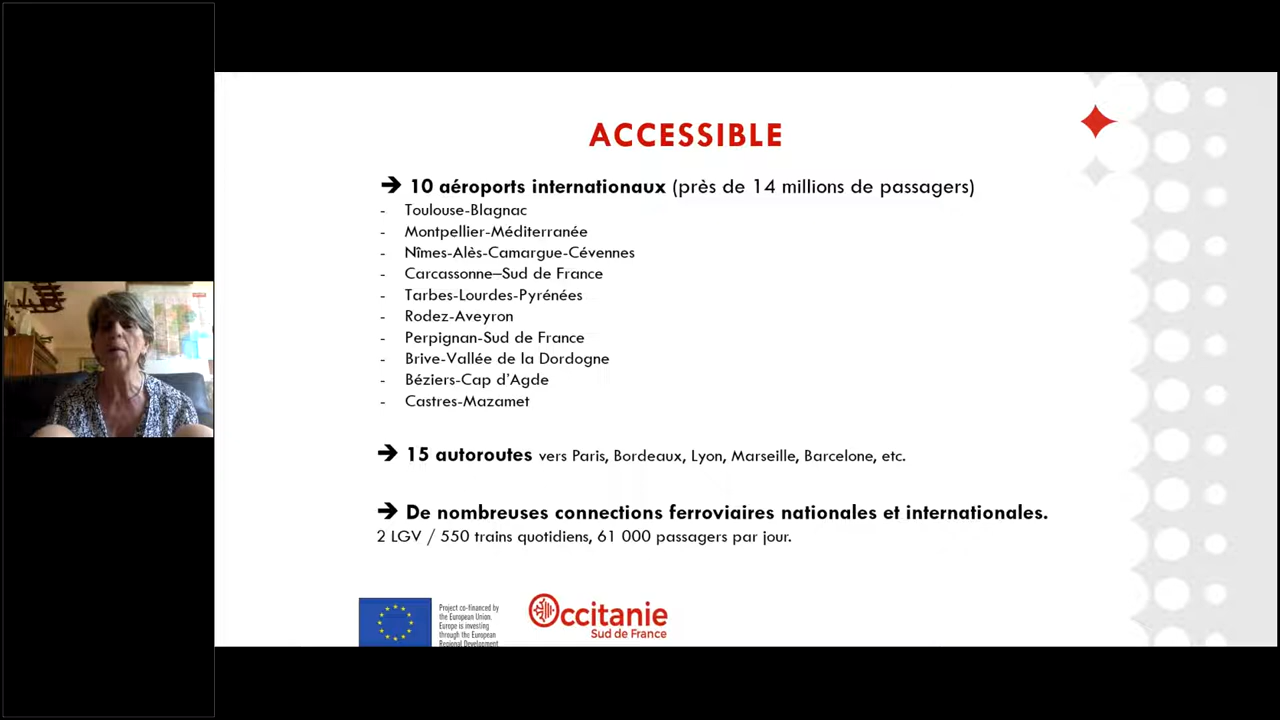 ACCESSIBLE
➔ 10 aéroports internationaux (près de 14 millions de passagers)
- Toulouse-Blagnac
- Montpellier-Méditerranée
- Nîmes-Alès-Camargue-Cévennes
- Carcassonne–Sud de France
- Tarbes-Lourdes-Pyrénées
- Rodez-Aveyron
- Perpignan-Sud de France
- Brive-Vallée de la Dordogne
- Béziers-Cap d'Agde
- Castres-Mazamet
➔ 15 autoroutes vers Paris, Bordeaux, Lyon, Marseille, Barcelone, etc.
➔ De nombreuses connections ferroviaires nationales et internationales.
2 LGV / 550 trains quotidiens, 61 000 passagers par jour.
Project co-financed by
the European Union.
Europe is investing
through the European
Regional Development
Occitanie
Sud de France